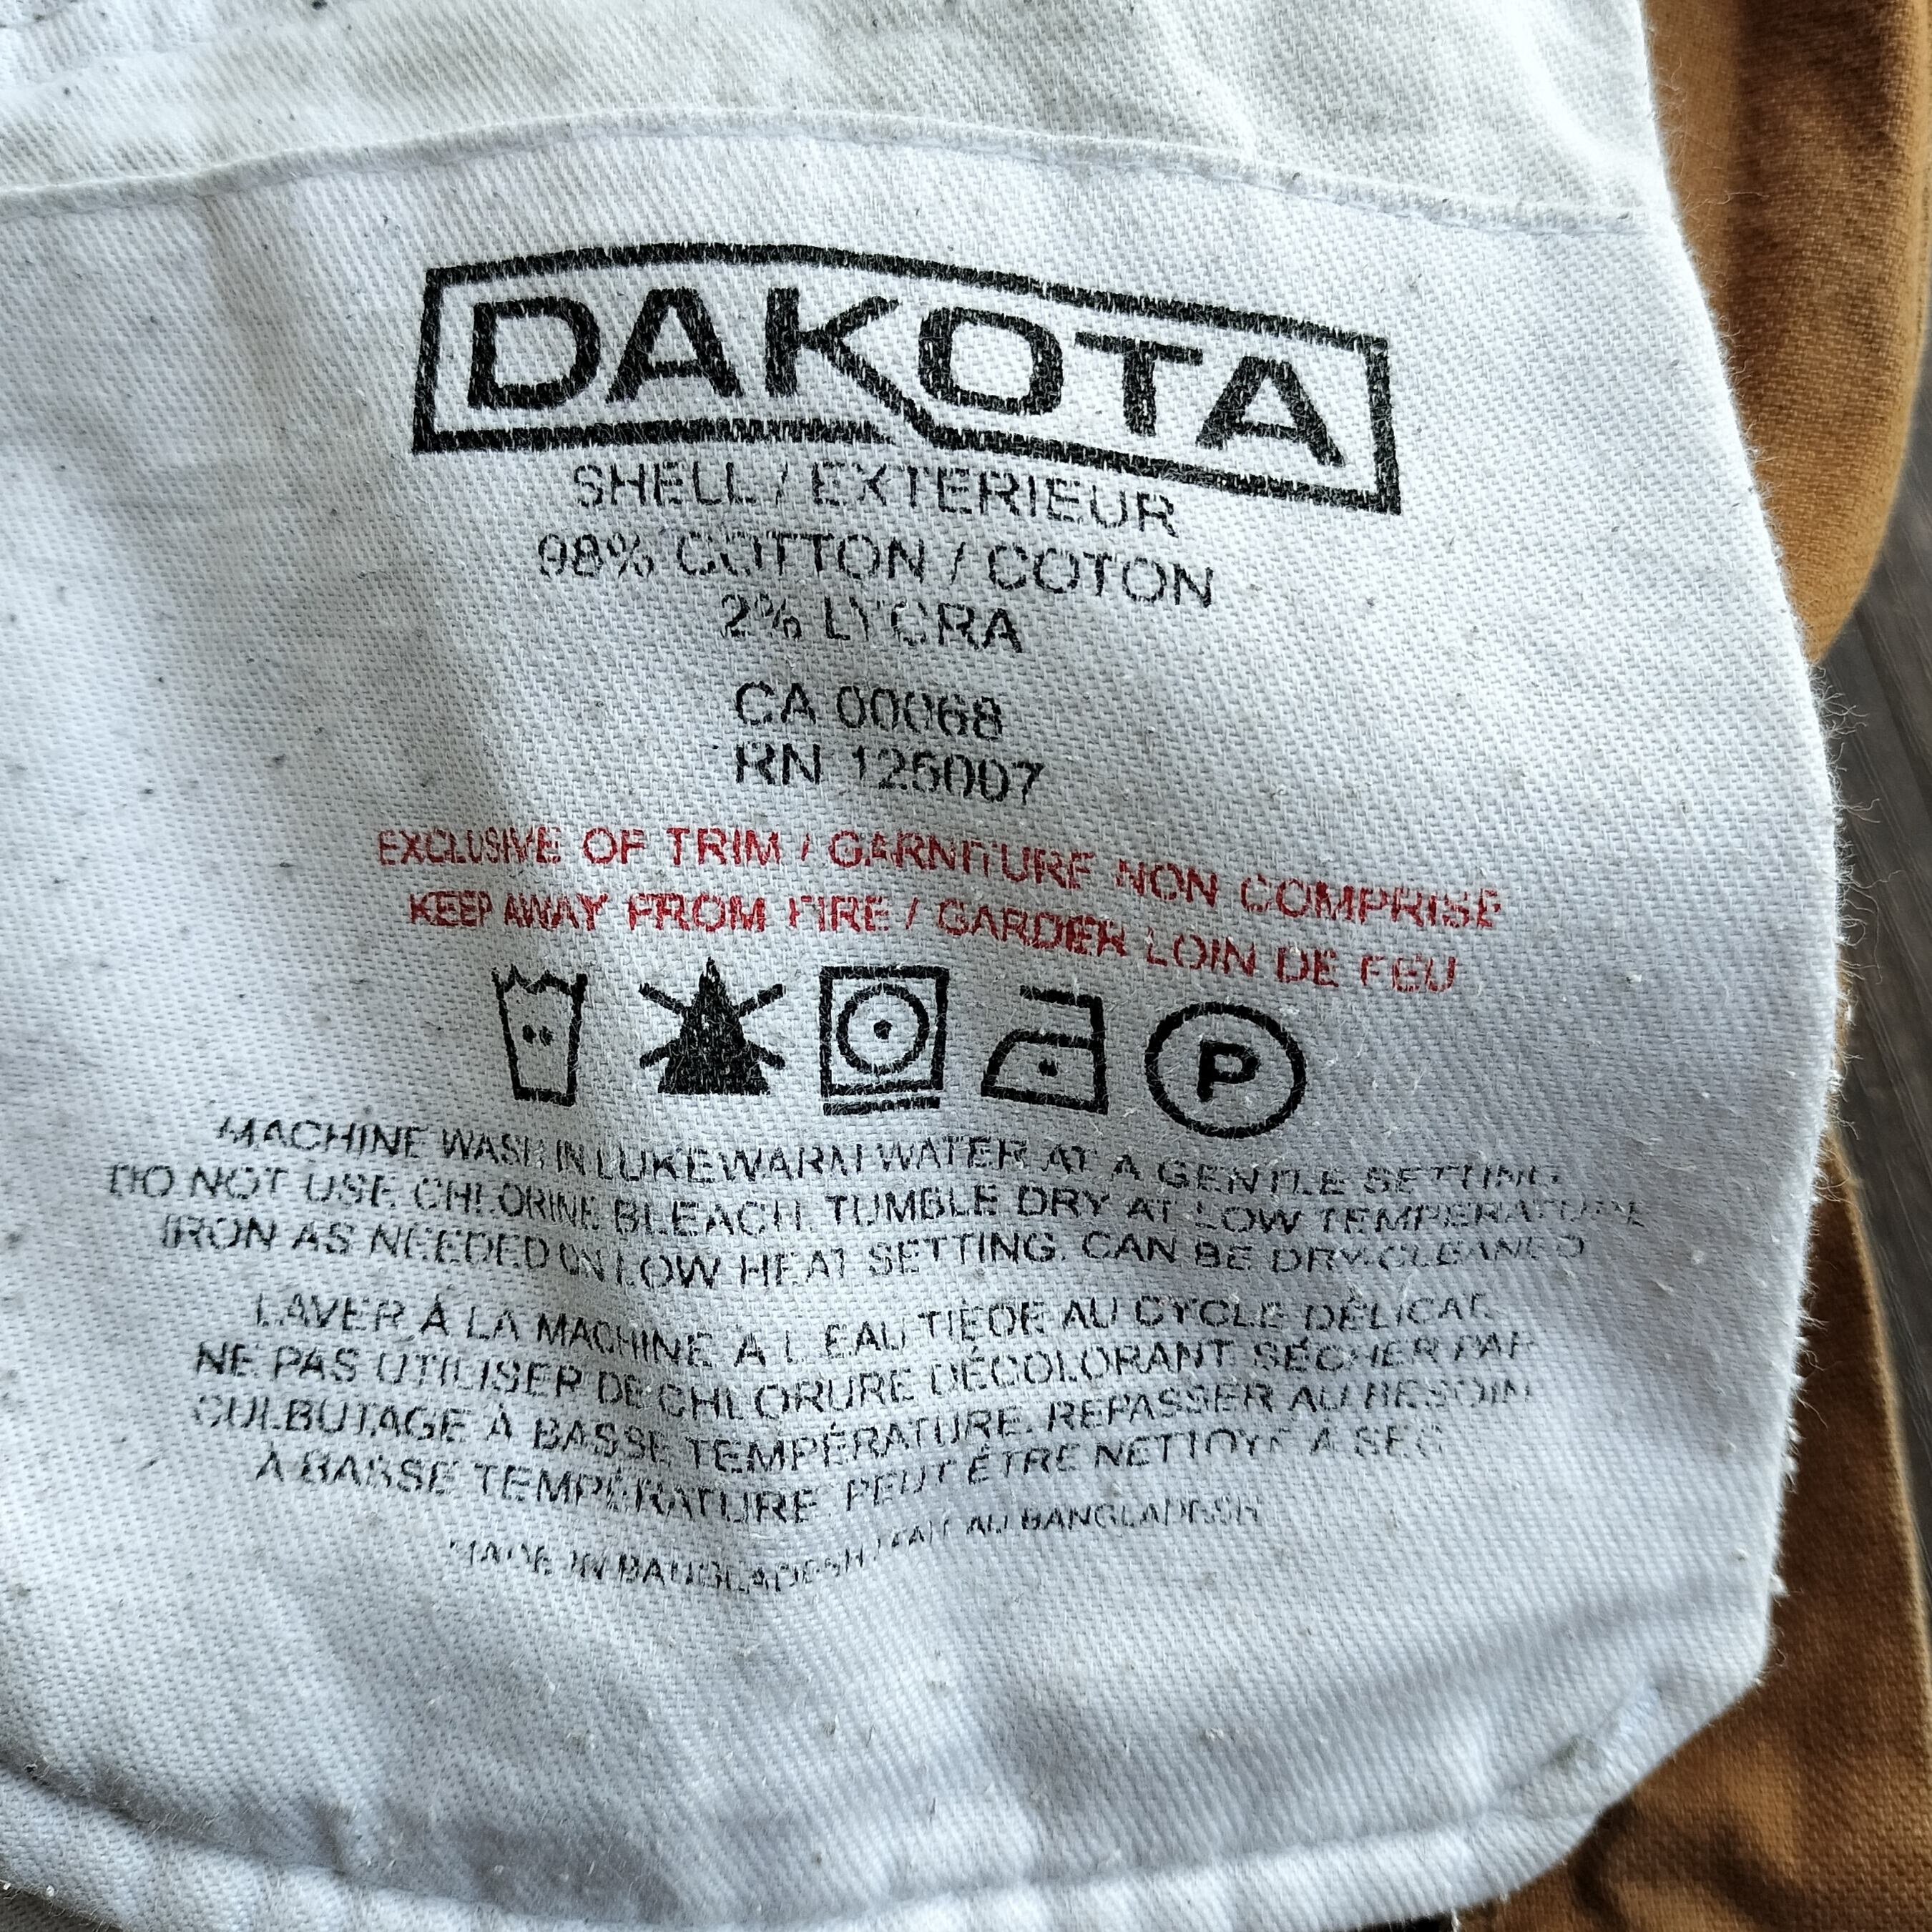 DAKOTA
SHELL / EXTERIEUR
98% COTTON / COTON
2% LYCRA
CA 00068
RN 125007
EXCLUSIVE OF TRIM / GARNITURE NON COMPRISE
KEEP AWAY FROM FIRE / GARDER LOIN DE FEU
P
MACHINE WASH IN LUKEWARM WATER AT A GENTLE SETTING.
DO NOT USE CHLORINE BLEACH. TUMBLE DRY AT LOW TEMPERATURE
IRON AS NEEDED ON LOW HEAT SETTING. CAN BE DRY-CLEANED
LAVER À LA MACHINE À L'EAU TIÈDE AU CYCLE DÉLICAT.
NE PAS UTILISER DE CHLORURE DÉCOLORANT. SÉCHER PAR
CULBUTAGE À BASSE TEMPÉRATURE. REPASSER AU BESOIN
À BASSE TEMPÉRATURE. PEUT ÊTRE NETTOYÉ À SEC
MADE IN BANGLADESH / FAIT AU BANGLADESH